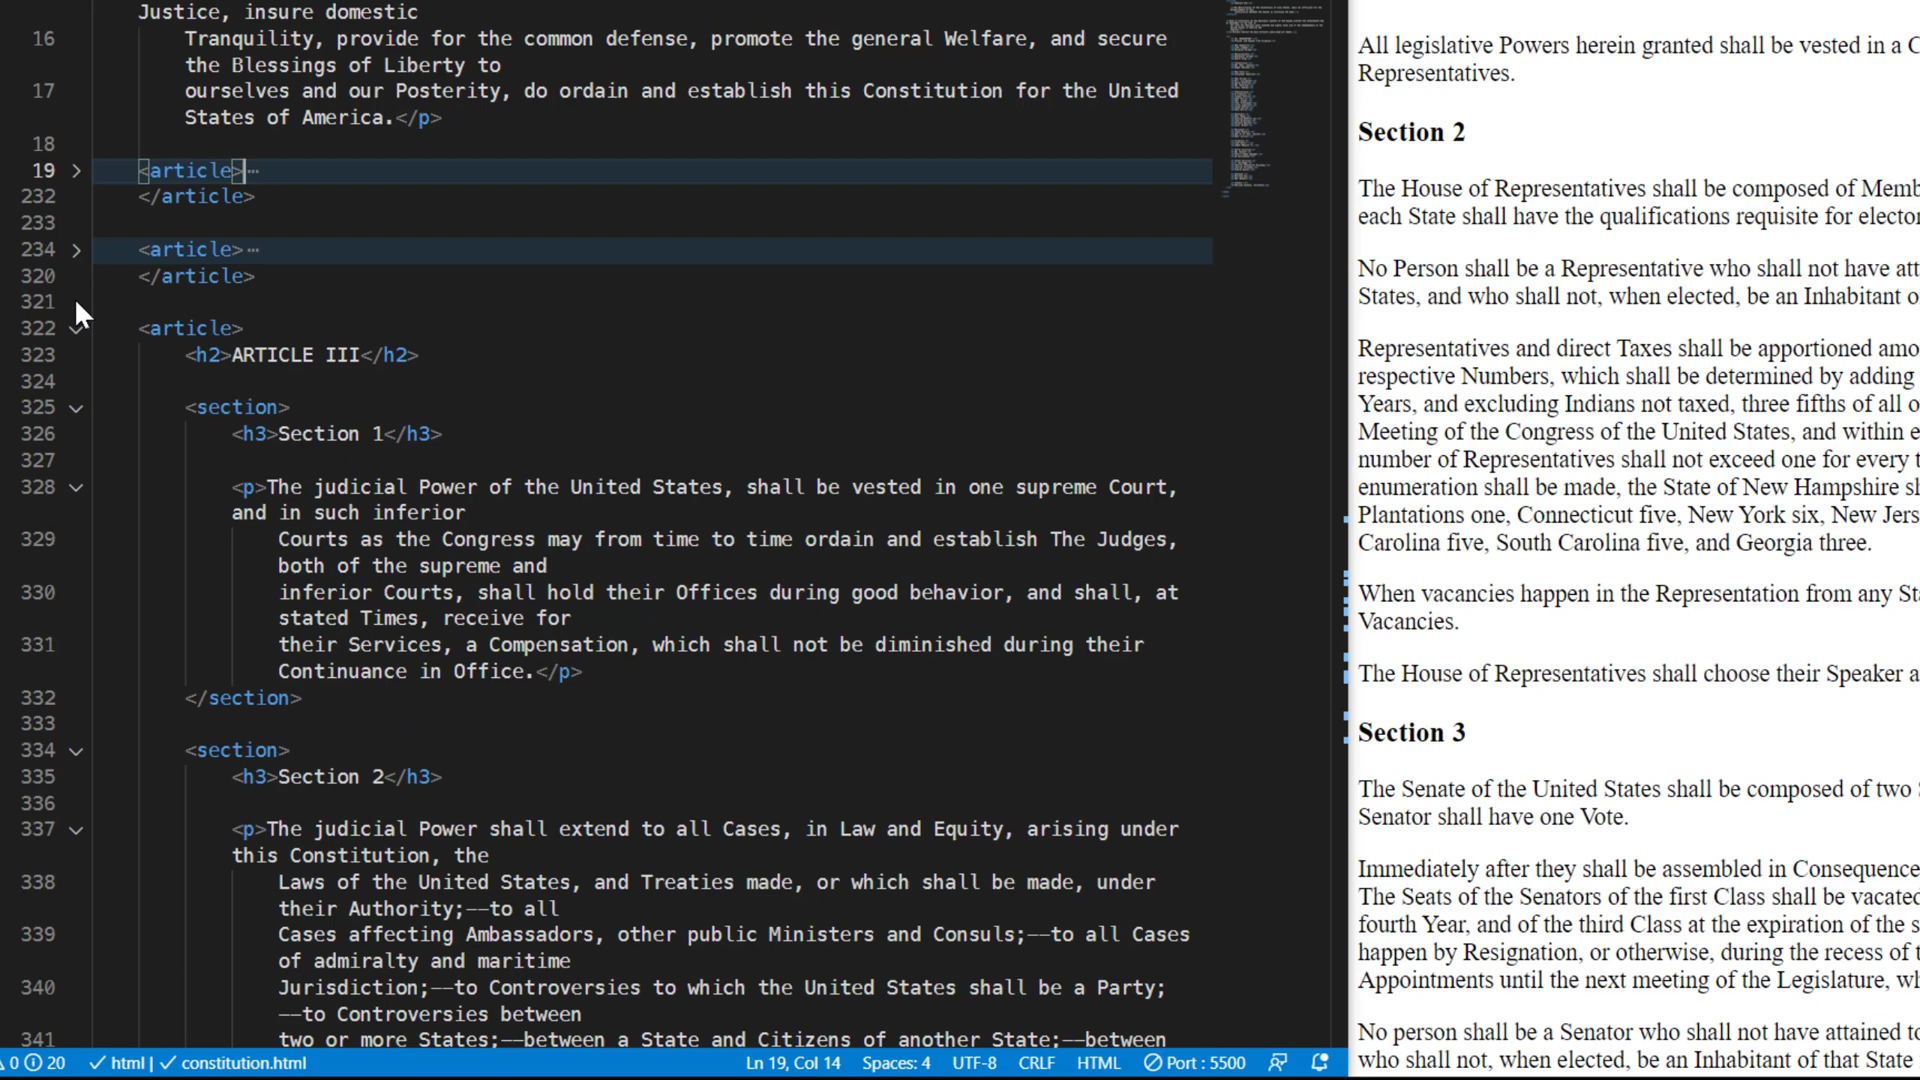 Justice, insure domestic
16 Tranquility, provide for the common defense, promote the general Welfare, and secure
the Blessings of Liberty to
17 ourselves and our Posterity, do ordain and establish this Constitution for the United
States of America.</p>
18
19 <article>⋯
232 </article>
233
234 <article>⋯
320 </article>
321
322 <article>
323 <h2>ARTICLE III</h2>
324
325 <section>
326 <h3>Section 1</h3>
327
328 <p>The judicial Power of the United States, shall be vested in one supreme Court,
and in such inferior
329 Courts as the Congress may from time to time ordain and establish The Judges,
both of the supreme and
330 inferior Courts, shall hold their Offices during good behavior, and shall, at
stated Times, receive for
331 their Services, a Compensation, which shall not be diminished during their
Continuance in Office.</p>
332 </section>
333
334 <section>
335 <h3>Section 2</h3>
336
337 <p>The judicial Power shall extend to all Cases, in Law and Equity, arising under
this Constitution, the
338 Laws of the United States, and Treaties made, or which shall be made, under
their Authority;--to all
339 Cases affecting Ambassadors, other public Ministers and Consuls;--to all Cases
of admiralty and maritime
340 Jurisdiction;--to Controversies to which the United States shall be a Party;
--to Controversies between
341 two or more States;--between a State and Citizens of another State;--between
0 20 html | constitution.html Ln 19, Col 14 Spaces: 4 UTF-8 CRLF HTML Port : 5500
All legislative Powers herein granted shall be vested in a C
Representatives.
Section 2
The House of Representatives shall be composed of Memb
each State shall have the qualifications requisite for elector
No Person shall be a Representative who shall not have att
States, and who shall not, when elected, be an Inhabitant o
Representatives and direct Taxes shall be apportioned amo
respective Numbers, which shall be determined by adding
Years, and excluding Indians not taxed, three fifths of all o
Meeting of the Congress of the United States, and within e
number of Representatives shall not exceed one for every t
enumeration shall be made, the State of New Hampshire sh
Plantations one, Connecticut five, New York six, New Jers
Carolina five, South Carolina five, and Georgia three.
When vacancies happen in the Representation from any Sta
Vacancies.
The House of Representatives shall choose their Speaker a
Section 3
The Senate of the United States shall be composed of two
Senator shall have one Vote.
Immediately after they shall be assembled in Consequence
The Seats of the Senators of the first Class shall be vacated
fourth Year, and of the third Class at the expiration of the s
happen by Resignation, or otherwise, during the recess of t
Appointments until the next meeting of the Legislature, wh
No person shall be a Senator who shall not have attained to
who shall not, when elected, be an Inhabitant of that State